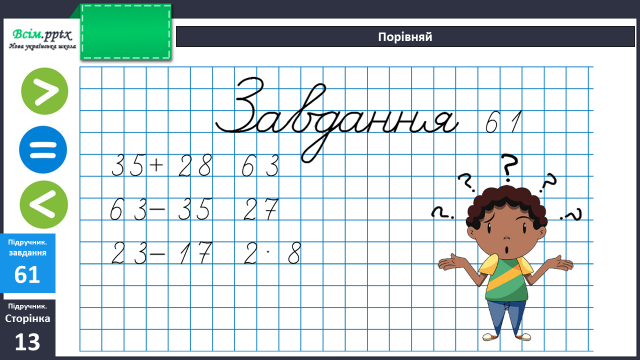 Всім.pptx
Нова українська школа
Порівняй
>
=
<
Завдання 61
35+ 28 63
63– 35 27
23– 17 2· 8
? ? ? ? ?
Підручник.
завдання
61
Підручник.
Сторінка
13